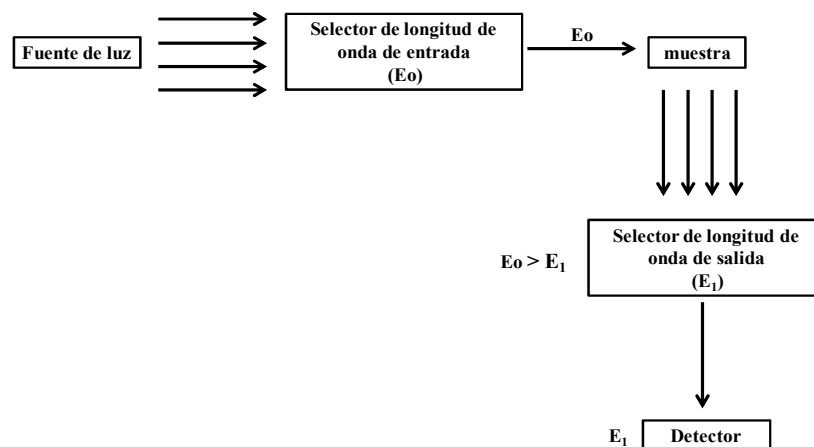 Fuente de luz
Selector de longitud de
onda de entrada
(Eo)
Eo
muestra
Eo > E₁
Selector de longitud de
onda de salida
(E₁)
E₁
Detector